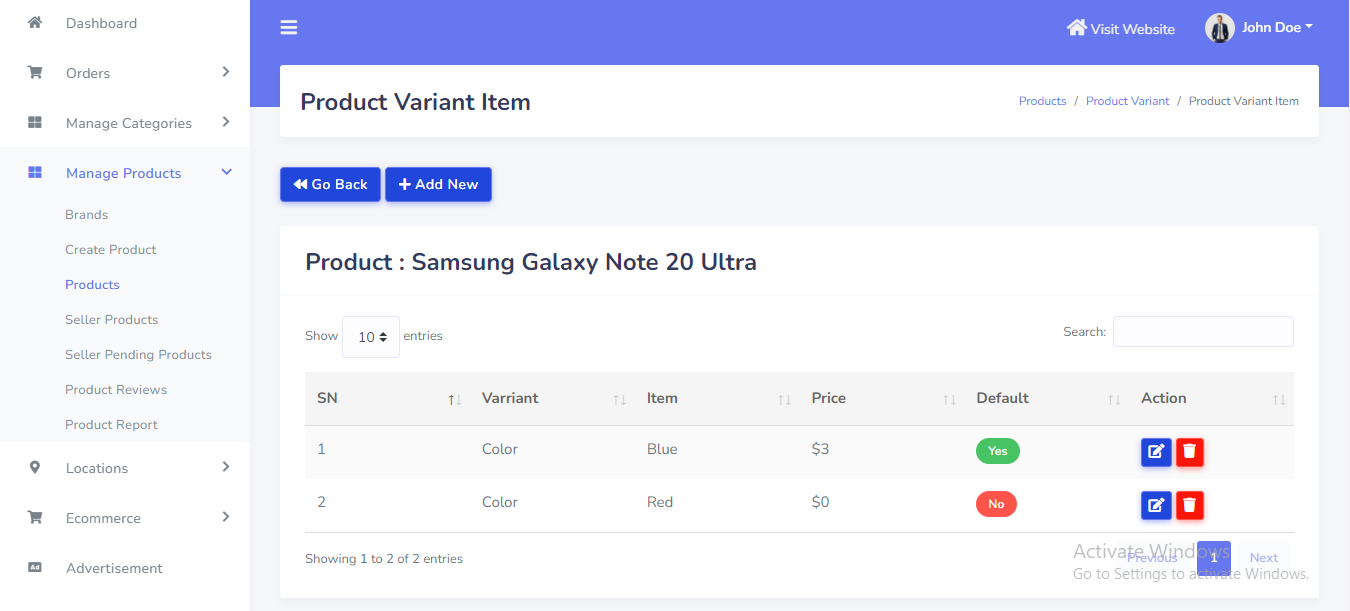 Dashboard
Orders
Manage Categories
Manage Products
Brands
Create Product
Products
Seller Products
Seller Pending Products
Product Reviews
Product Report
Locations
Ecommerce
Ad Advertisement
Visit Website John Doe
Product Variant Item
Products / Product Variant / Product Variant Item
Go Back Add New
Product : Samsung Galaxy Note 20 Ultra
Show 10 entries Search:
SN Varriant Item Price Default Action
1 Color Blue $3 Yes
2 Color Red $0 No
Showing 1 to 2 of 2 entries Previous 1 Next
Activate Windows
Go to Settings to activate Windows.